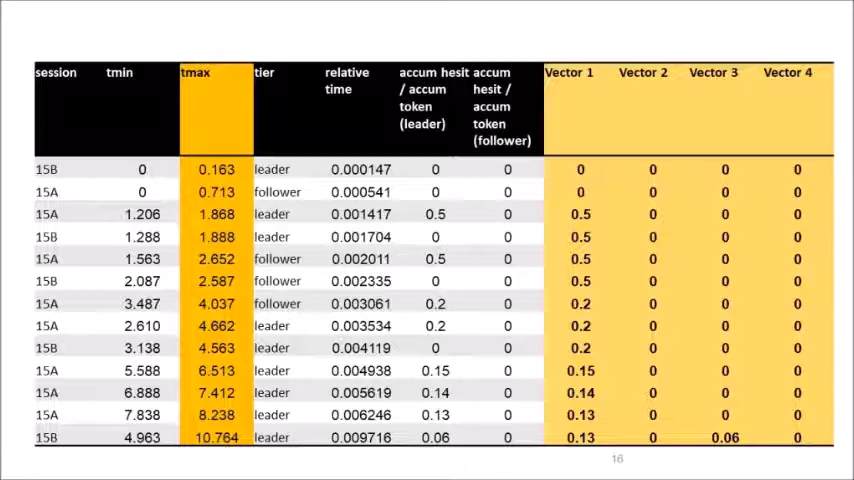 session tmin tmax tier relative time accum hesit / accum token (leader) accum hesit / accum token (follower) Vector 1 Vector 2 Vector 3 Vector 4
15B 0 0.163 leader 0.000147 0 0 0 0 0 0
15A 0 0.713 follower 0.000541 0 0 0 0 0 0
15A 1.206 1.868 leader 0.001417 0.5 0 0.5 0 0 0
15B 1.288 1.888 leader 0.001704 0 0 0.5 0 0 0
15A 1.563 2.652 follower 0.002011 0.5 0 0.5 0 0 0
15B 2.087 2.587 follower 0.002335 0 0 0.5 0 0 0
15A 3.487 4.037 follower 0.003061 0.2 0 0.2 0 0 0
15A 2.610 4.662 leader 0.003534 0.2 0 0.2 0 0 0
15B 3.138 4.563 leader 0.004119 0 0 0.2 0 0 0
15A 5.588 6.513 leader 0.004938 0.15 0 0.15 0 0 0
15A 6.888 7.412 leader 0.005619 0.14 0 0.14 0 0 0
15A 7.838 8.238 leader 0.006246 0.13 0 0.13 0 0 0
15B 4.963 10.764 leader 0.009716 0.06 0 0.13 0 0.06 0
16